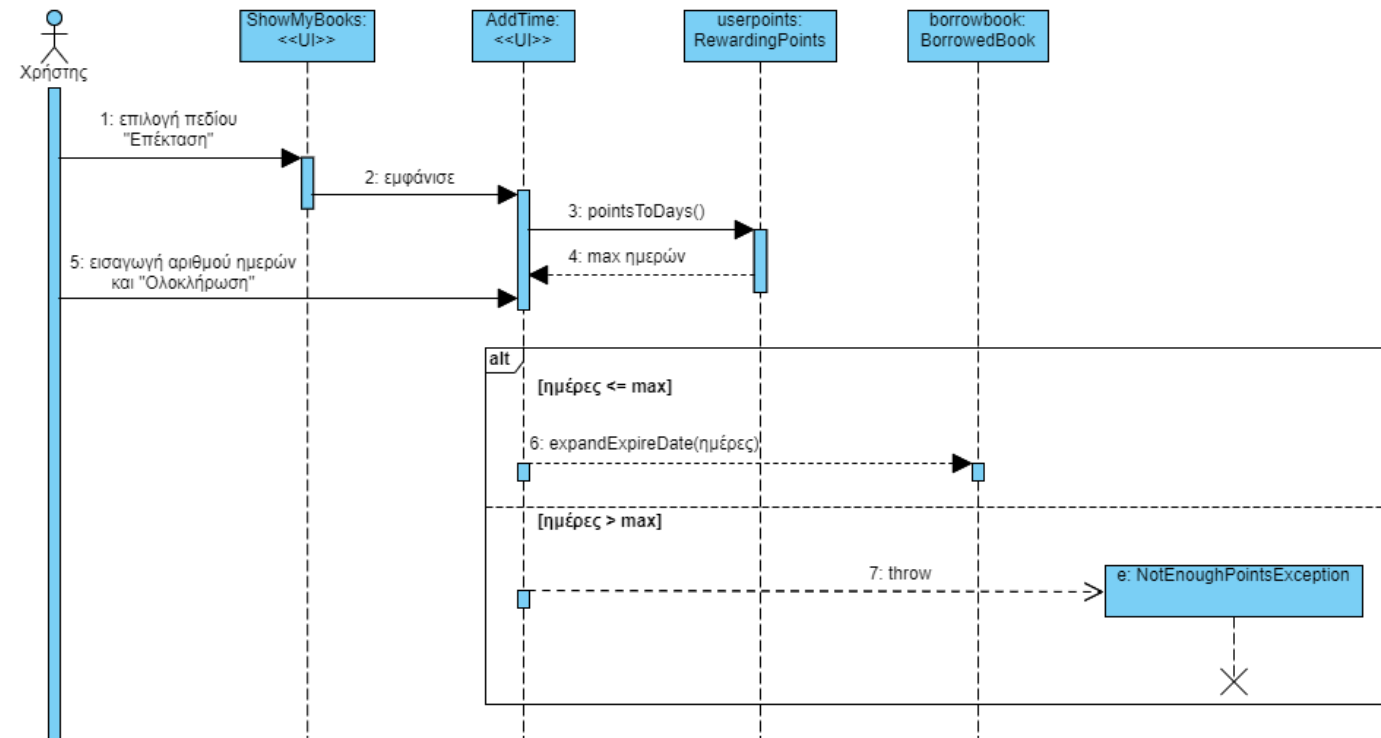 ShowMyBooks:
<<UI>>
AddTime:
<<UI>>
userpoints:
RewardingPoints
borrowbook:
BorrowedBook
Χρήστης
1: επιλογή πεδίου
"Επέκταση"
2: εμφάνισε
3: pointsToDays()
4: max ημερών
5: εισαγωγή αριθμού ημερών
και "Ολοκλήρωση"
alt
[ημέρες <= max]
6: expandExpireDate(ημέρες)
[ημέρες > max]
7: throw
e: NotEnoughPointsException